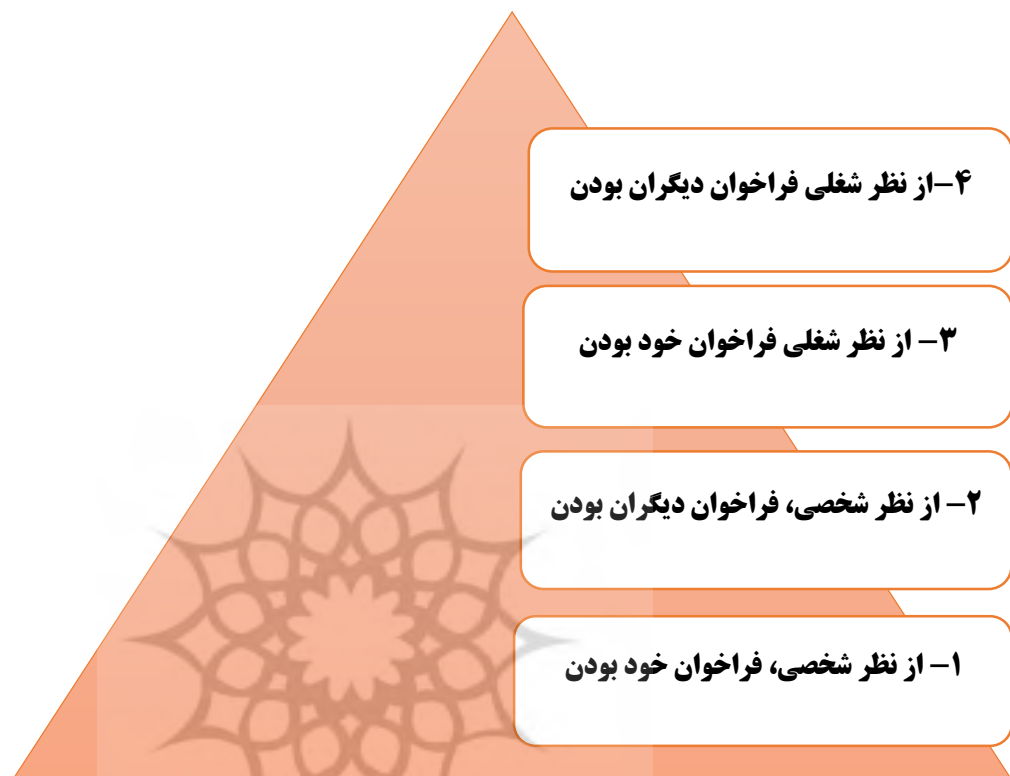 ۴–از نظر شغلی فراخوان دیگران بودن
۳– از نظر شغلی فراخوان خود بودن
۲– از نظر شخصی، فراخوان دیگران بودن
۱– از نظر شخصی، فراخوان خود بودن